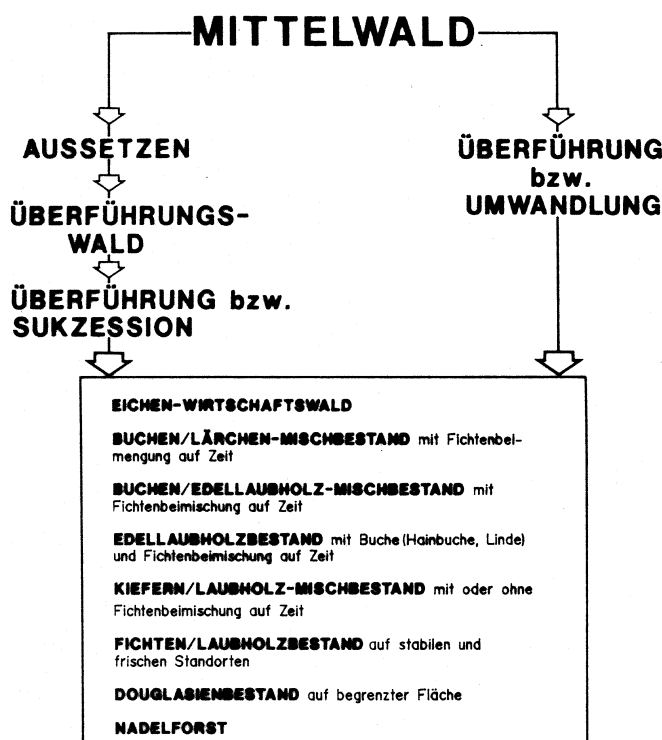 MITTELWALD
AUSSETZEN
ÜBERFÜHRUNGS-
WALD
ÜBERFÜHRUNG bzw.
SUKZESSION
ÜBERFÜHRUNG
bzw.
UMWANDLUNG
EICHEN-WIRTSCHAFTSWALD
BUCHEN/LÄRCHEN-MISCHBESTAND mit Fichtenbei-
mengung auf Zeit
BUCHEN/EDELLAUBHOLZ-MISCHBESTAND mit
Fichtenbeimischung auf Zeit
EDELLAUBHOLZBESTAND mit Buche (Hainbuche, Linde)
und Fichtenbeimischung auf Zeit
KIEFERN/LAUBHOLZ-MISCHBESTAND mit oder ohne
Fichtenbeimischung auf Zeit
FICHTEN/LAUBHOLZBESTAND auf stabilen und
frischen Standorten
DOUGLASIENBESTAND auf begrenzter Fläche
NADELFORST